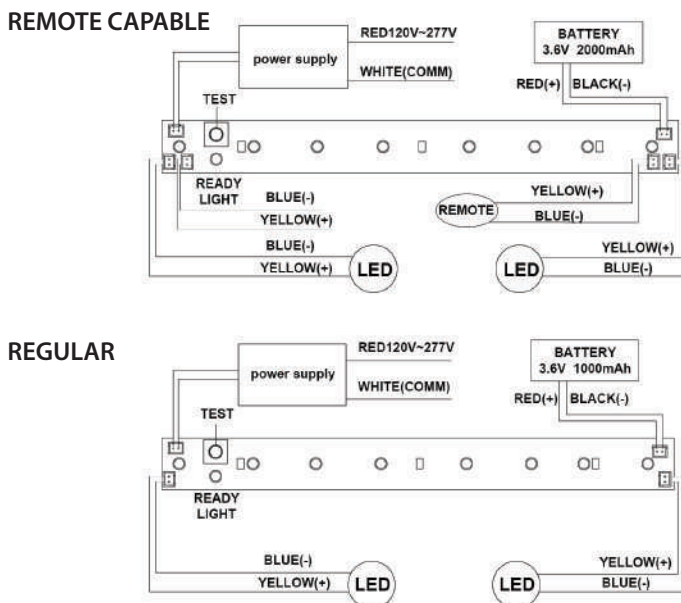 REMOTE CAPABLE
RED120V~277V
power supply
WHITE(COMM)
BATTERY
3.6V 2000mAh
RED(+) BLACK(-)
TEST
READY
LIGHT
BLUE(-)
YELLOW(+)
BLUE(-)
YELLOW(+)
LED
REMOTE
YELLOW(+)
BLUE(-)
LED
YELLOW(+)
BLUE(-)
REGULAR
RED120V~277V
power supply
WHITE(COMM)
BATTERY
3.6V 1000mAh
RED(+) BLACK(-)
TEST
READY
LIGHT
BLUE(-)
YELLOW(+)
LED
LED
YELLOW(+)
BLUE(-)